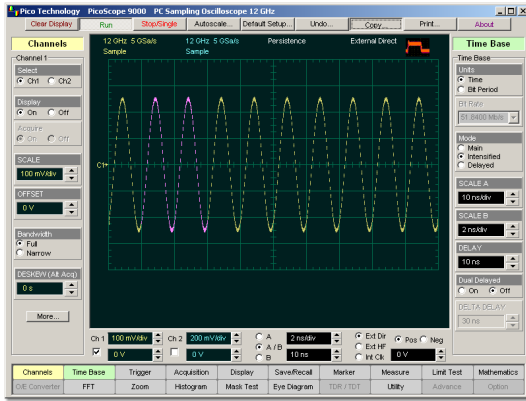 Pico Technology PicoScope 9000 PC Sampling Oscilloscope 12 GHz
Clear Display Run Stop/Single Autoscale... Default Setup... Undo... Copy... Print... About
Channels
Channel 1
Select
Ch1 Ch2
Display
On Off
Acquire
On Off
SCALE
100 mV/div
OFFSET
0 V
Bandwidth
Full
Narrow
DESKEW (Alt Acq)
0 s
More...
12 GHz 5 GSa/s 12 GHz 5 GSa/s Persistence External Direct
Sample Sample
C1
Time Base
Time Base
Units
Time
Bit Period
Bit Rate
51.8400 Mb/s
Mode
Main
Intensified
Delayed
SCALE A
10 ns/div
SCALE B
2 ns/div
DELAY
10 ns
Dual Delayed
On Off
DELTA DELAY
30 ns
Ch 1 100 mV/div Ch 2 200 mV/div A 2 ns/div Ext Dir Pos Neg
A / B Ext HF
0 V 0 V B 10 ns Int Clk 0 V
Channels Time Base Trigger Acquisition Display Save/Recall Marker Measure Limit Test Mathematics
O/E Converter FFT Zoom Histogram Mask Test Eye Diagram TDR / TDT Utility Advance Option